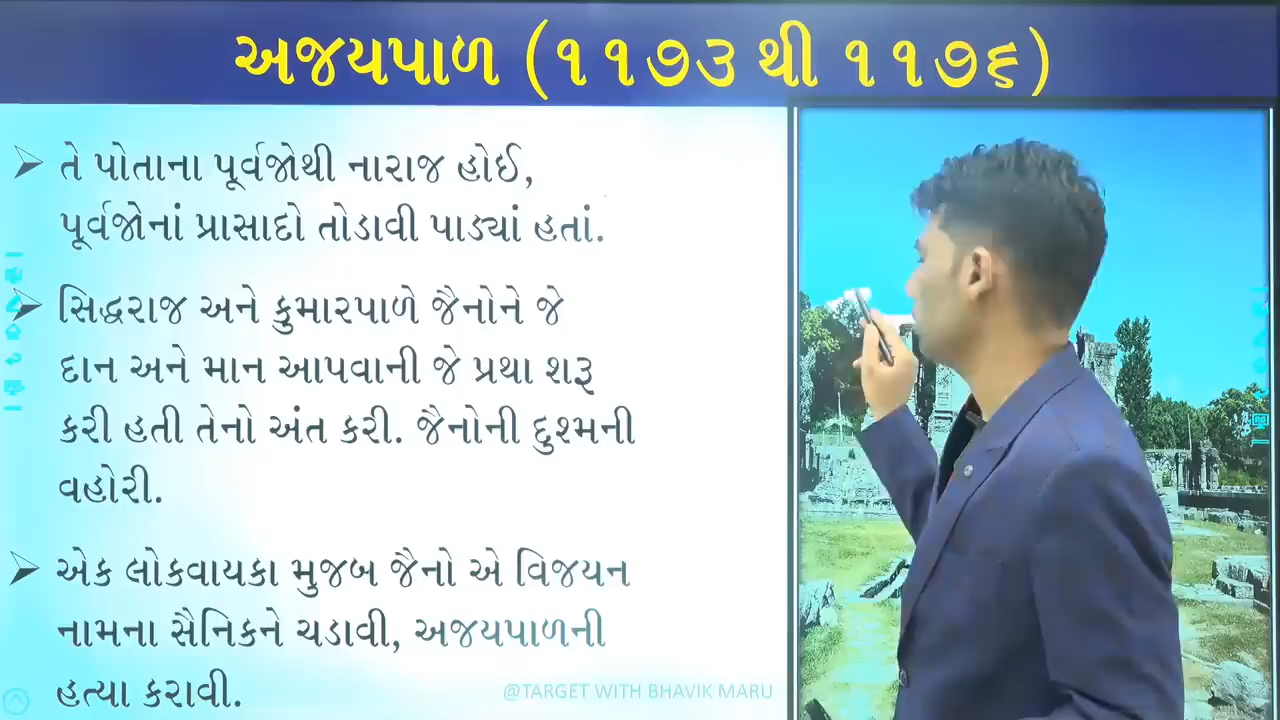 અજયપાળ (૧૧૭૩ થી ૧૧૭૬)
તે પોતાના પૂર્વજોથી નારાજ હોઈ,
પૂર્વજોનાં પ્રાસાદો તોડાવી પાડ્યાં હતાં.
સિદ્ધરાજ અને કુમારપાળે જૈનોને જે
દાન અને માન આપવાની જે પ્રથા શરૂ
કરી હતી તેનો અંત કરી. જૈનોની દુશ્મની
વહોરી.
એક લોકવાયકા મુજબ જૈનો એ વિજયન
નામના સૈનિકને ચડાવી, અજયપાળની
હત્યા કરાવી.
@TARGET WITH BHAVIK MARU